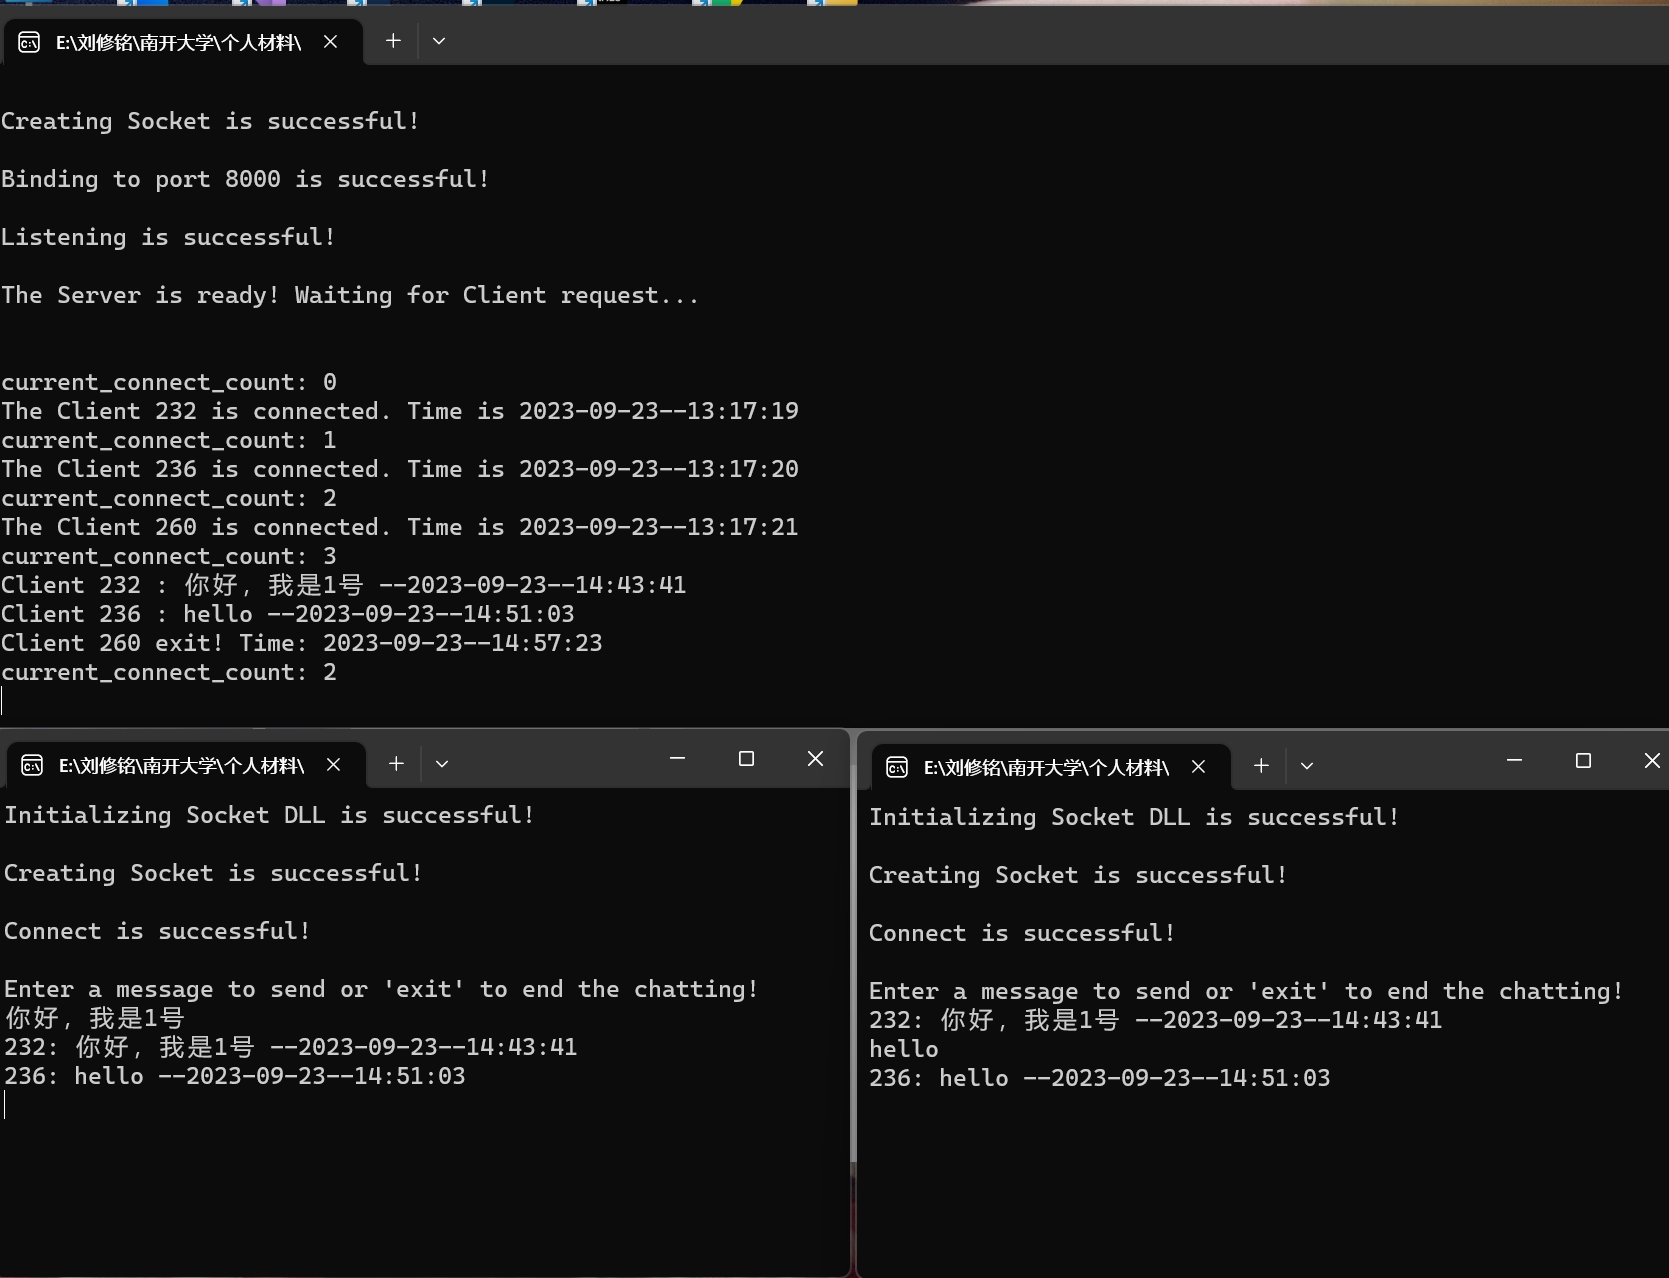 E:\刘修铭\南开大学\个人材料\
Creating Socket is successful!
Binding to port 8000 is successful!
Listening is successful!
The Server is ready! Waiting for Client request...
current_connect_count: 0
The Client 232 is connected. Time is 2023-09-23--13:17:19
current_connect_count: 1
The Client 236 is connected. Time is 2023-09-23--13:17:20
current_connect_count: 2
The Client 260 is connected. Time is 2023-09-23--13:17:21
current_connect_count: 3
Client 232 : 你好，我是1号 --2023-09-23--14:43:41
Client 236 : hello --2023-09-23--14:51:03
Client 260 exit! Time: 2023-09-23--14:57:23
current_connect_count: 2
E:\刘修铭\南开大学\个人材料\
Initializing Socket DLL is successful!
Creating Socket is successful!
Connect is successful!
Enter a message to send or 'exit' to end the chatting!
你好，我是1号
232: 你好，我是1号 --2023-09-23--14:43:41
236: hello --2023-09-23--14:51:03
E:\刘修铭\南开大学\个人材料\
Initializing Socket DLL is successful!
Creating Socket is successful!
Connect is successful!
Enter a message to send or 'exit' to end the chatting!
232: 你好，我是1号 --2023-09-23--14:43:41
hello
236: hello --2023-09-23--14:51:03